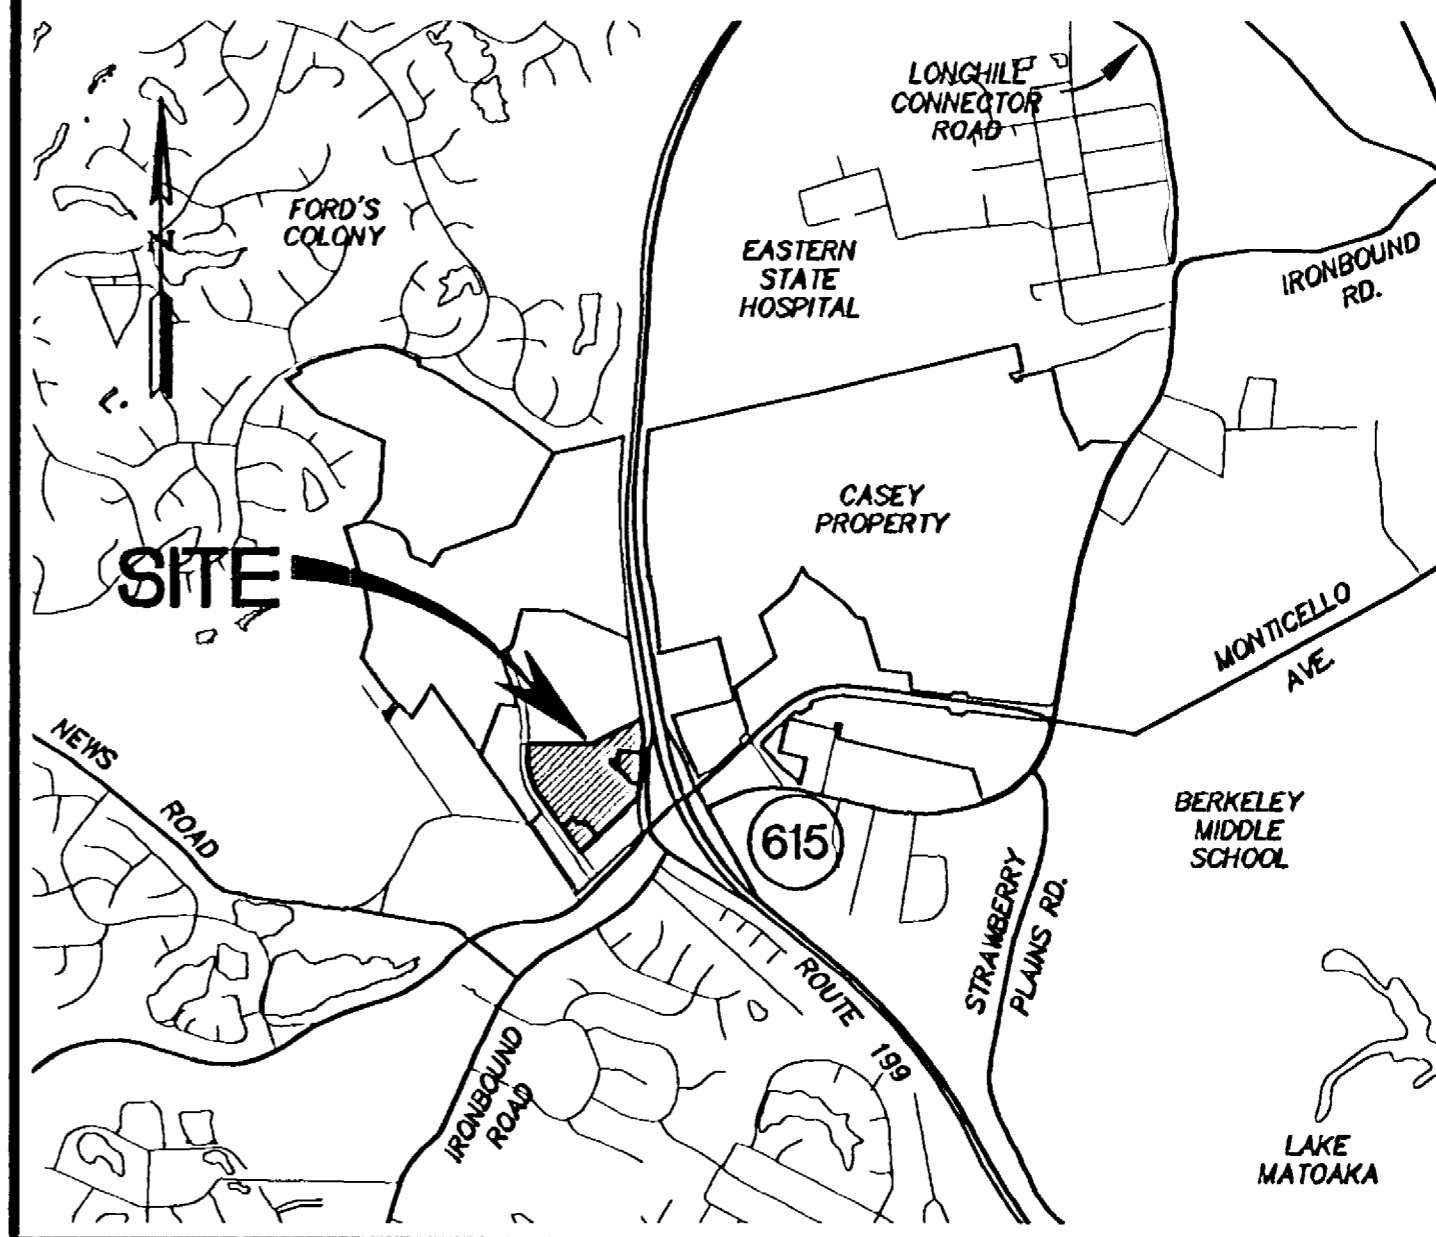 LONGHILL
CONNECTOR
ROAD
FORD'S
COLONY
N
EASTERN
STATE
HOSPITAL
IRONBOUND
RD.
CASEY
PROPERTY
SITE
MONTICELLO
AVE.
NEWS
ROAD
BERKELEY
MIDDLE
SCHOOL
615
STRAWBERRY
PLAINS RD.
ROUTE
199
IRONBOUND
ROAD
LAKE
MATOAKA